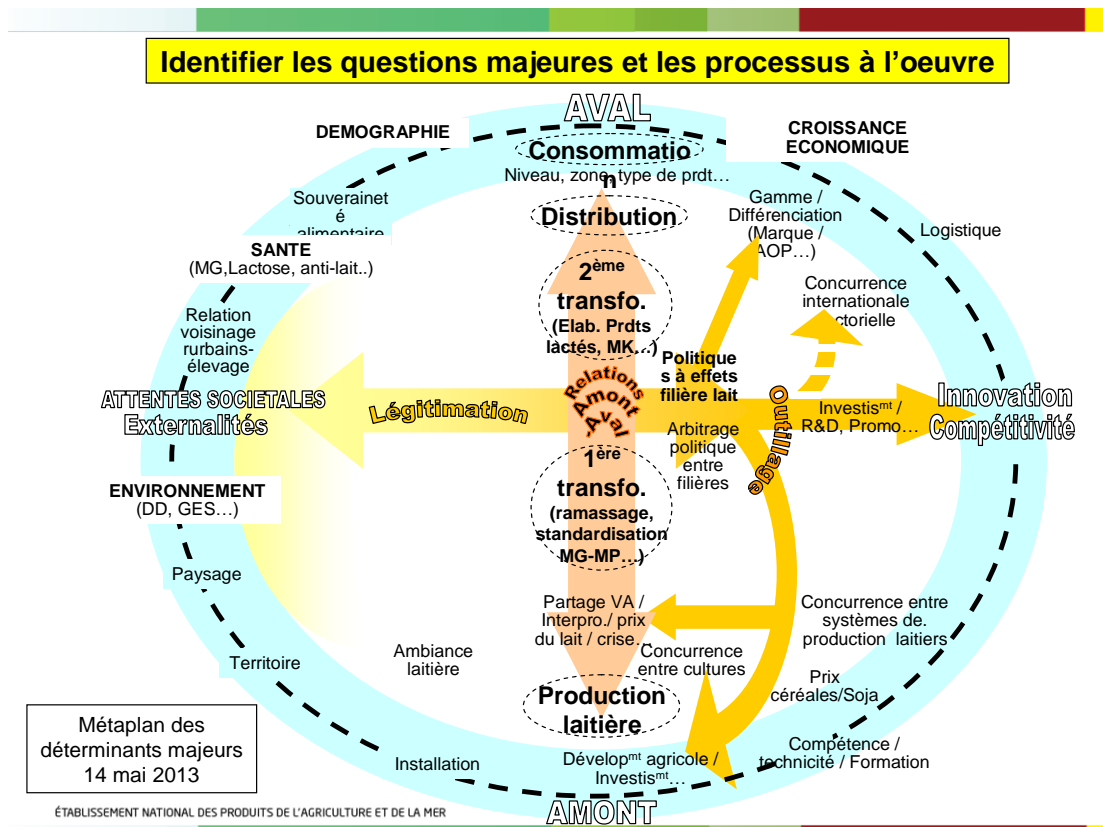 Identifier les questions majeures et les processus à l'oeuvre
AVAL
DEMOGRAPHIE
CROISSANCE
ECONOMIQUE
Consommatio
n
Niveau, zone, type de prdt…
Souverainet
é
alimentaire
Distribution
Gamme /
Différenciation
(Marque /
AOP…)
Logistique
SANTE
(MG,Lactose, anti-lait..)
2ème
transfo.
(Elab. Prdts
lactés, MK…)
Concurrence
internationale
ctorielle
Relation
voisinage
rurbains-
élevage
Politique
s à effets
filière lait
Relations
Amont
-Aval
ATTENTES SOCIETALES
Externalités
Légitimation
Outillage
Investismt /
R&D, Promo…
Innovation
Compétitivité
Arbitrage
politique
entre
filières
1ère
transfo.
(ramassage,
standardisation
MG-MP…)
ENVIRONNEMENT
(DD, GES…)
Paysage
Partage VA /
Interpro./ prix
du lait / crise…
Concurrence entre
systèmes de.
production laitiers
Territoire
Ambiance
laitière
Concurrence
entre cultures
Prix
céréales/Soja
Production
laitière
Métaplan des
déterminants majeurs
14 mai 2013
Installation
Dévelopmt agricole /
Investismt…
Compétence /
technicité / Formation
AMONT
ÉTABLISSEMENT NATIONAL DES PRODUITS DE L'AGRICULTURE ET DE LA MER